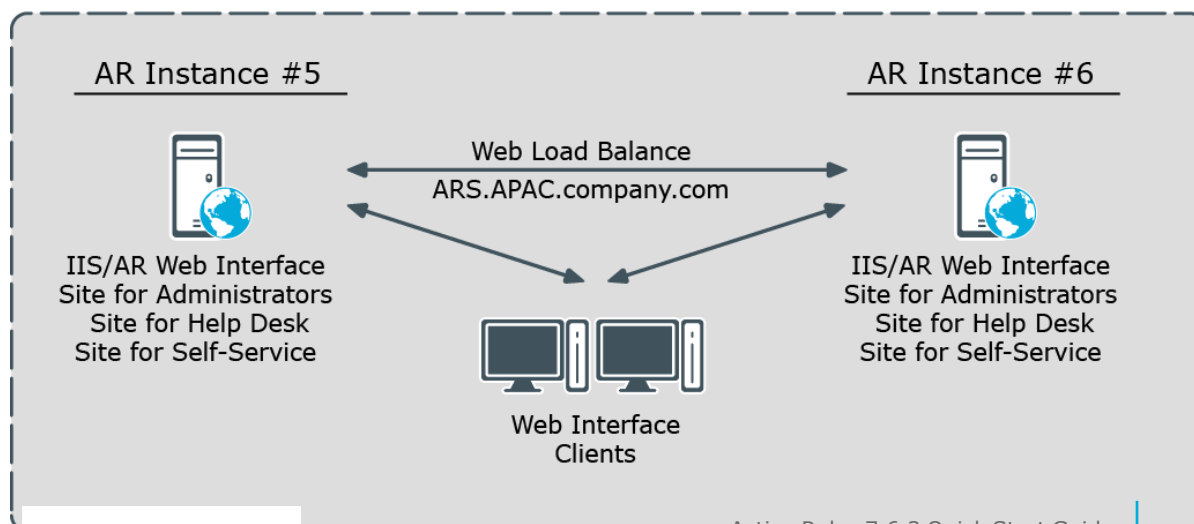 AR Instance #5
AR Instance #6
Web Load Balance
ARS.APAC.company.com
IIS/AR Web Interface
Site for Administrators
Site for Help Desk
Site for Self-Service
IIS/AR Web Interface
Site for Administrators
Site for Help Desk
Site for Self-Service
Web Interface
Clients